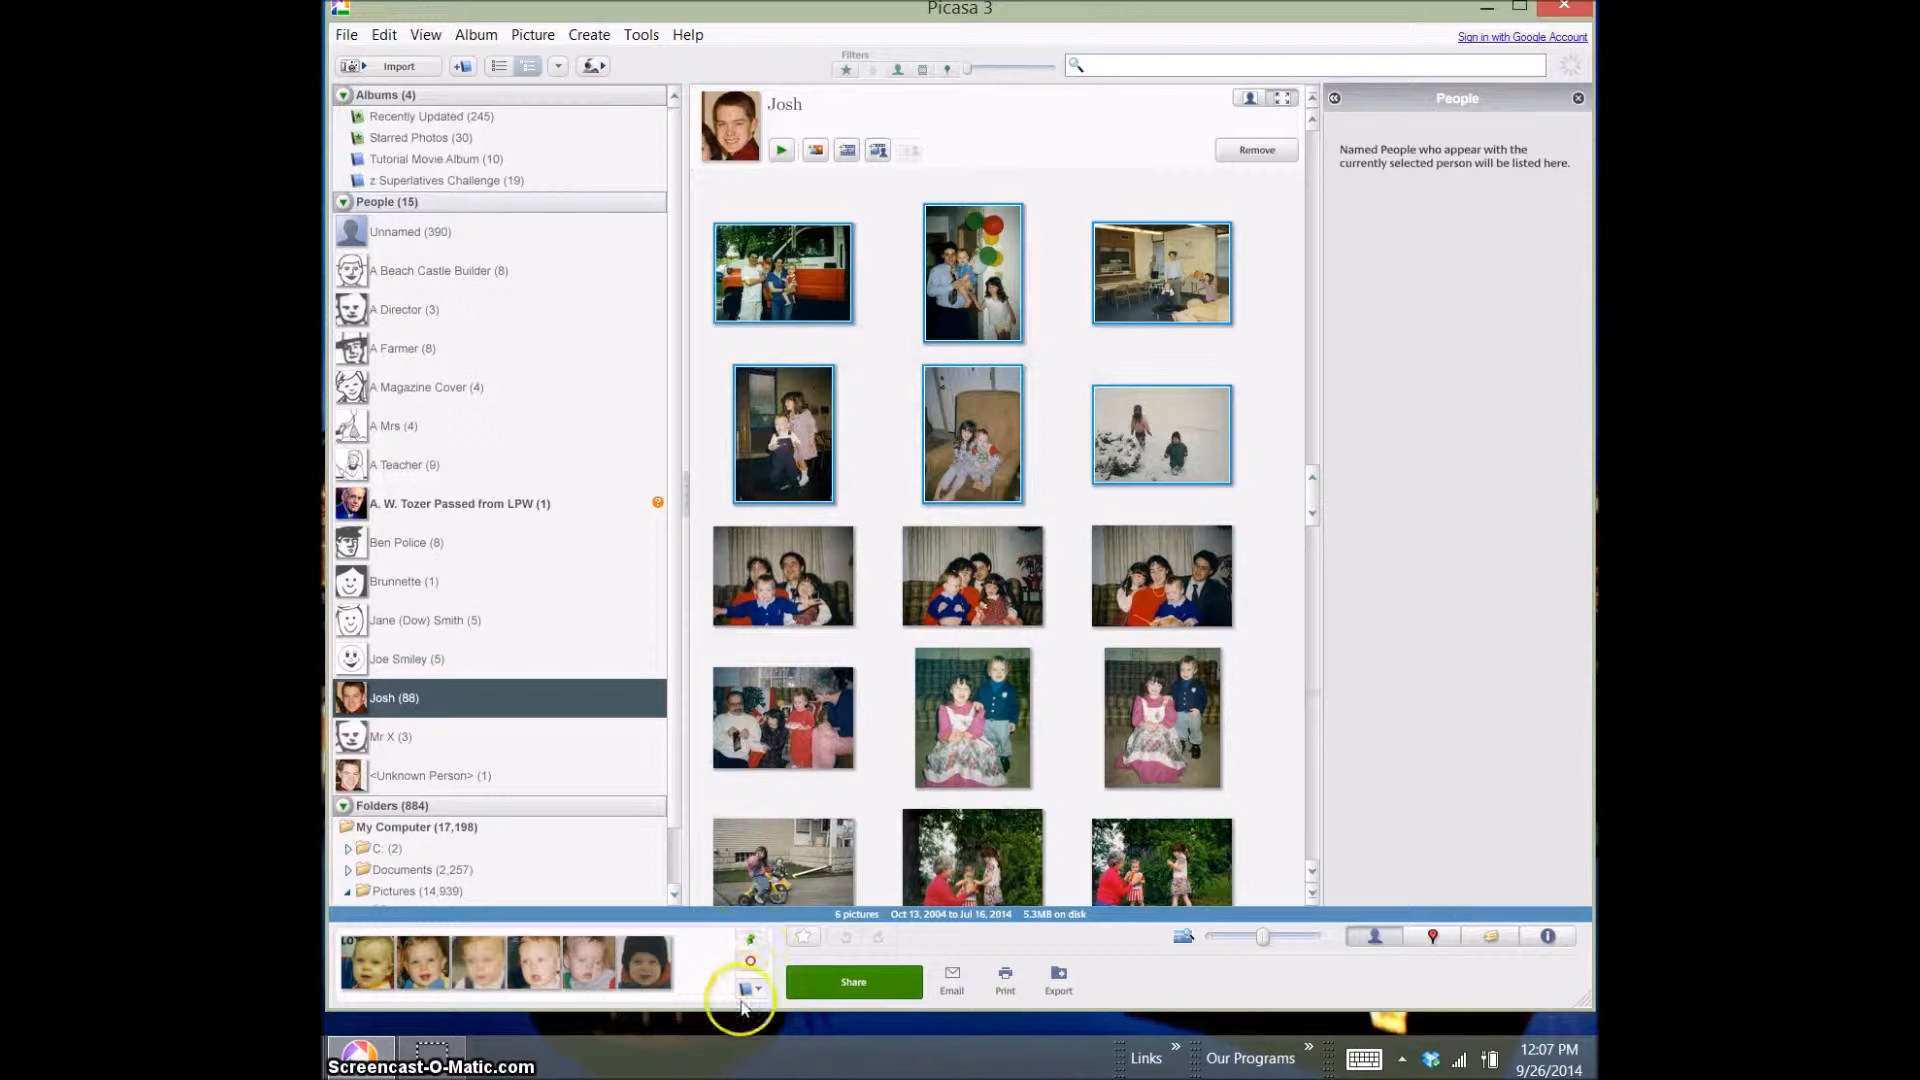 Picasa 3
File Edit View Album Picture Create Tools Help
Sign in with Google Account
Import
Filters
Albums (4)
Recently Updated (245)
Starred Photos (30)
Tutorial Movie Album (10)
z Superlatives Challenge (19)
People (15)
Unnamed (390)
A Beach Castle Builder (8)
A Director (3)
A Farmer (8)
A Magazine Cover (4)
A Mrs (4)
A Teacher (9)
A. W. Tozer Passed from LPW (1)
Ben Police (8)
Brunnette (1)
Jane (Dow) Smith (5)
Joe Smiley (5)
Josh (88)
Mr X (3)
<Unknown Person> (1)
Folders (884)
My Computer (17,198)
C: (2)
Documents (2,257)
Pictures (14,939)
Josh
Remove
People
Named People who appear with the
currently selected person will be listed here.
6 pictures Oct 13, 2004 to Jul 16, 2014 5.3MB on disk
Share
Email
Print
Export
Links
Our Programs
12:07 PM
9/26/2014
Screencast-O-Matic.com